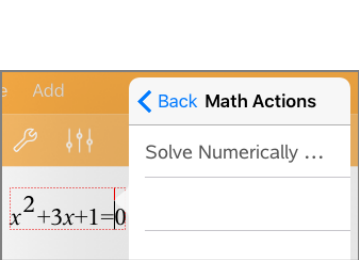 e Add
Back Math Actions
Solve Numerically ...
x²+3x+1=0